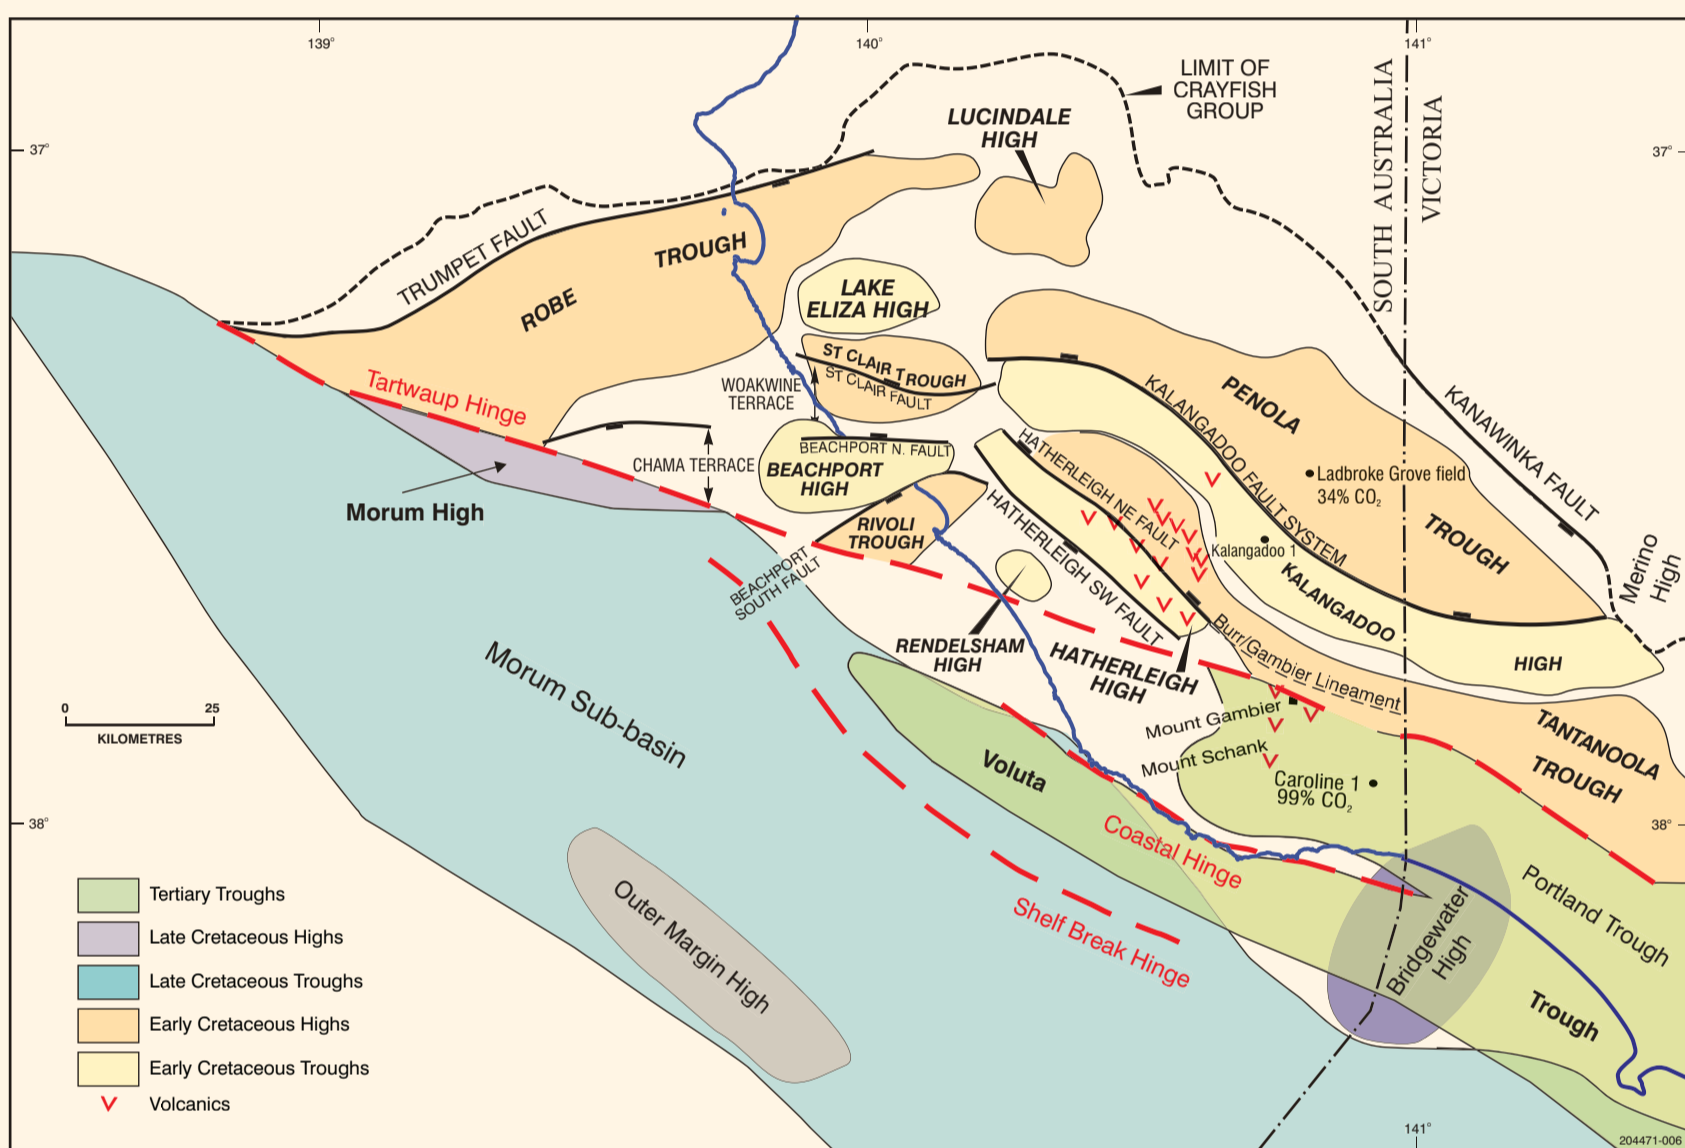 139°
140°
141°
LIMIT OF
CRAYFISH
GROUP
SOUTH AUSTRALIA
VICTORIA
LUCINDALE
HIGH
37°
37°
TRUMPET FAULT
TROUGH
ROBE
LAKE
ELIZA HIGH
ST CLAIR TROUGH
ST CLAIR FAULT
WOAKWINE
TERRACE
Tartwaup Hinge
CHAMA TERRACE
BEACHPORT N. FAULT
BEACHPORT
HIGH
Morum High
RIVOLI
TROUGH
BEACHPORT
SOUTH FAULT
KALANGADOO FAULT SYSTEM
PENOLA
TROUGH
KANAWINKA FAULT
Ladbroke Grove field
34% CO₂
HATHERLEIGH NE FAULT
HATHERLEIGH SW FAULT
Kalangadoo 1
KALANGADOO
HIGH
Merino
High
RENDELSHAM
HIGH
HATHERLEIGH
HIGH
Burr/Gambier Lineament
Mount Gambier
Mount Schank
Caroline 1
99% CO₂
TANTANOOLA
TROUGH
Morum Sub-basin
0 25
KILOMETRES
Voluta
38°
38°
Coastal Hinge
Shelf Break Hinge
Portland Trough
Bridgewater
High
Trough
Outer Margin High
Tertiary Troughs
Late Cretaceous Highs
Late Cretaceous Troughs
Early Cretaceous Highs
Early Cretaceous Troughs
Volcanics
141°
204471-006